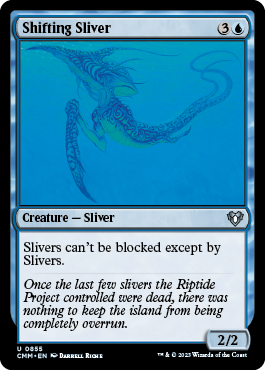 Shifting Sliver 3
Creature — Sliver
Slivers can't be blocked except by
Slivers.
Once the last few slivers the Riptide
Project controlled were dead, there was
nothing to keep the island from being
completely overrun.
2/2
U 0855
CMM • EN Darrell Riche
™ & © 2023 Wizards of the Coast